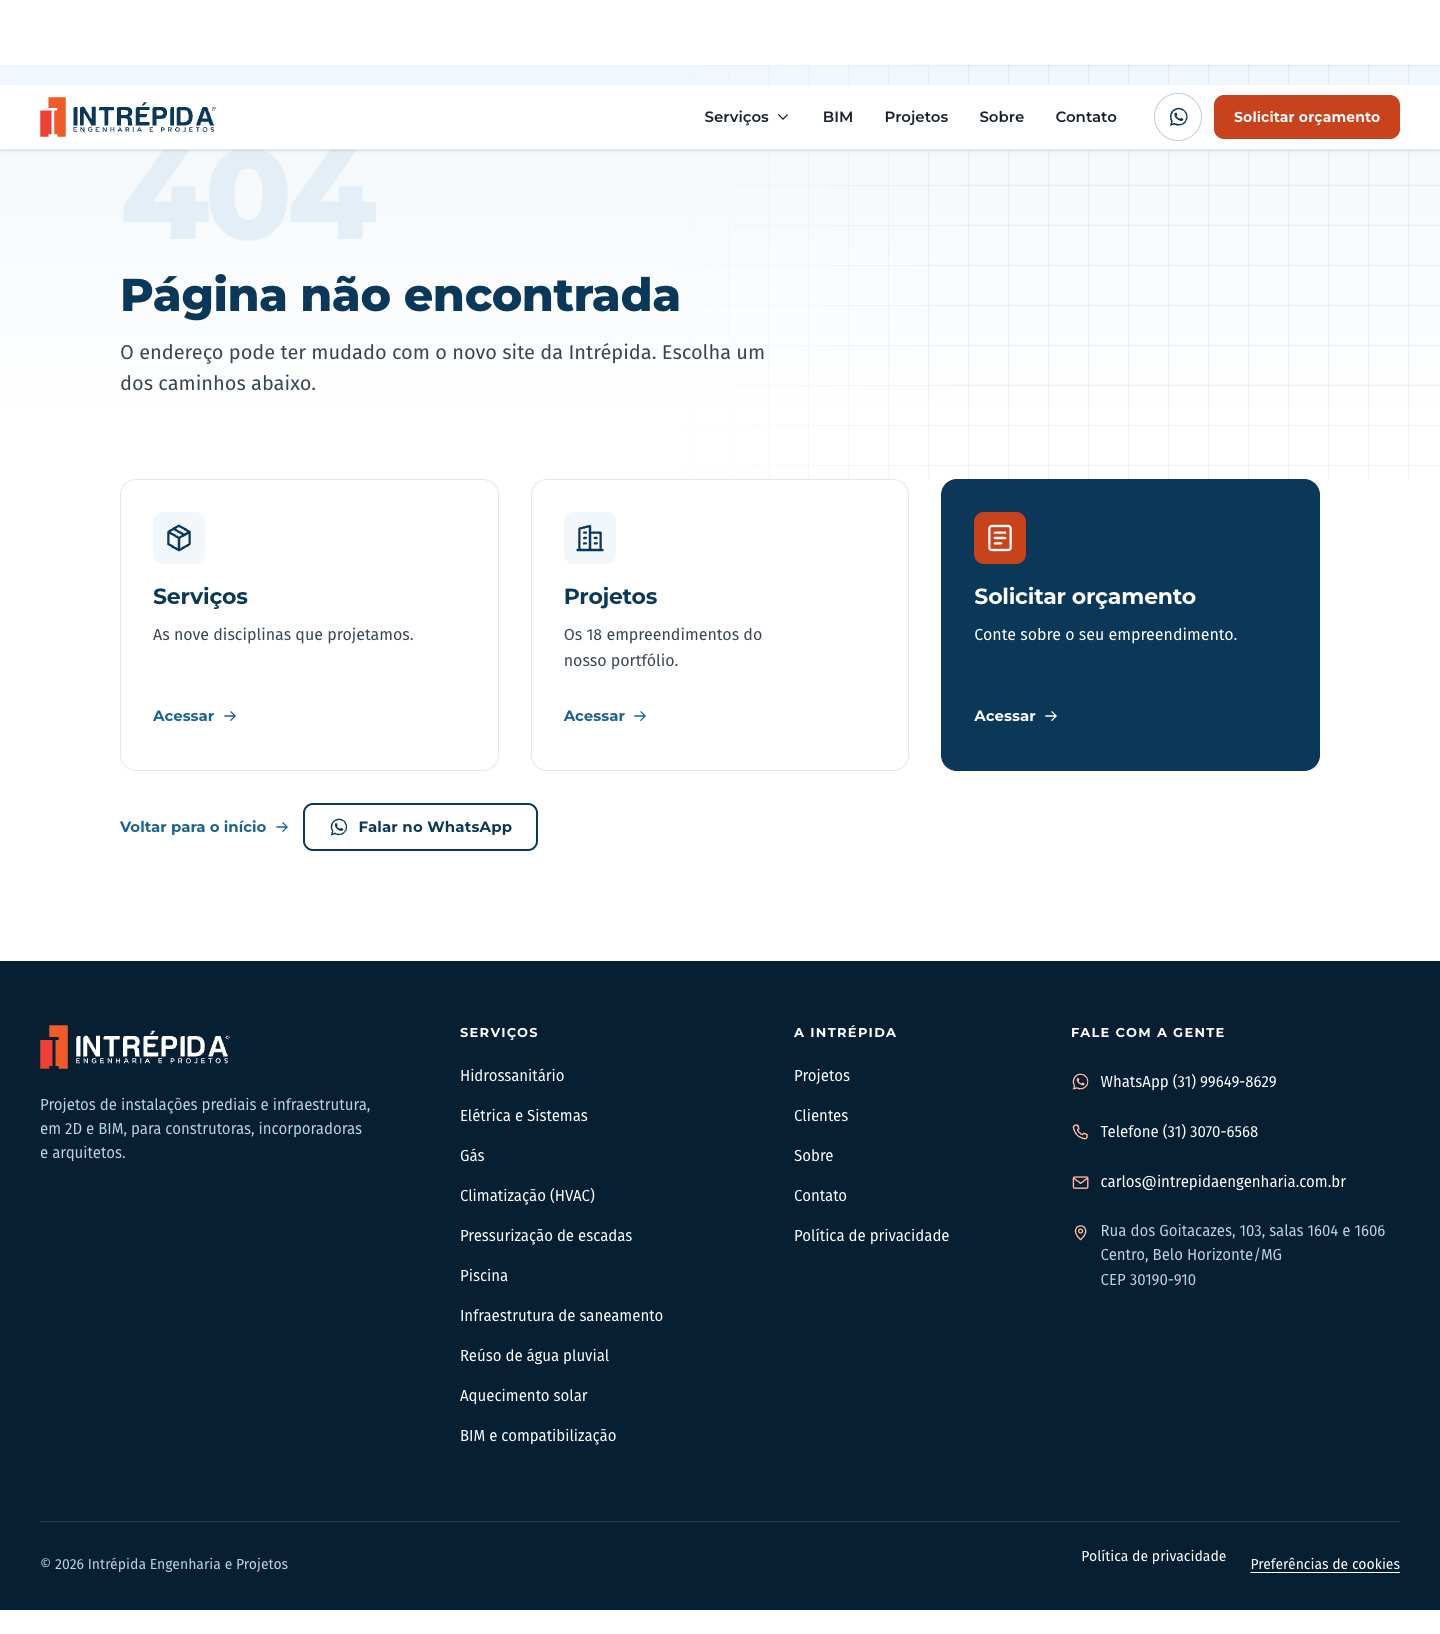 INTRÉPIDA
ENGENHARIA E PROJETOS
Serviços
BIM
Projetos
Sobre
Contato
Solicitar orçamento
404
Página não encontrada
O endereço pode ter mudado com o novo site da Intrépida. Escolha um
dos caminhos abaixo.
Serviços
As nove disciplinas que projetamos.
Acessar →
Projetos
Os 18 empreendimentos do
nosso portfólio.
Acessar →
Solicitar orçamento
Conte sobre o seu empreendimento.
Acessar →
Voltar para o início →
Falar no WhatsApp
INTRÉPIDA
ENGENHARIA E PROJETOS
Projetos de instalações prediais e infraestrutura,
em 2D e BIM, para construtoras, incorporadoras
e arquitetos.
SERVIÇOS
Hidrossanitário
Elétrica e Sistemas
Gás
Climatização (HVAC)
Pressurização de escadas
Piscina
Infraestrutura de saneamento
Reúso de água pluvial
Aquecimento solar
BIM e compatibilização
A INTRÉPIDA
Projetos
Clientes
Sobre
Contato
Política de privacidade
FALE COM A GENTE
WhatsApp (31) 99649-8629
Telefone (31) 3070-6568
carlos@intrepidaengenharia.com.br
Rua dos Goitacazes, 103, salas 1604 e 1606
Centro, Belo Horizonte/MG
CEP 30190-910
© 2026 Intrépida Engenharia e Projetos
Política de privacidade
Preferências de cookies